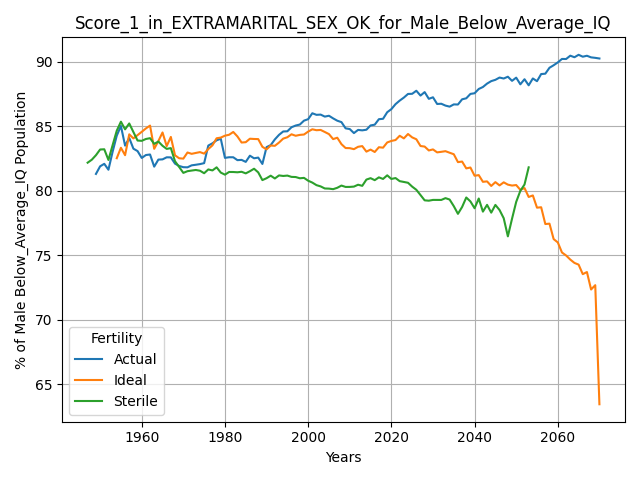 Score_1_in_EXTRAMARITAL_SEX_OK_for_Male_Below_Average_IQ
% of Male Below_Average_IQ Population
90
85
80
75
70
65
Fertility
Actual
Ideal
Sterile
1960 1980 2000 2020 2040 2060
Years